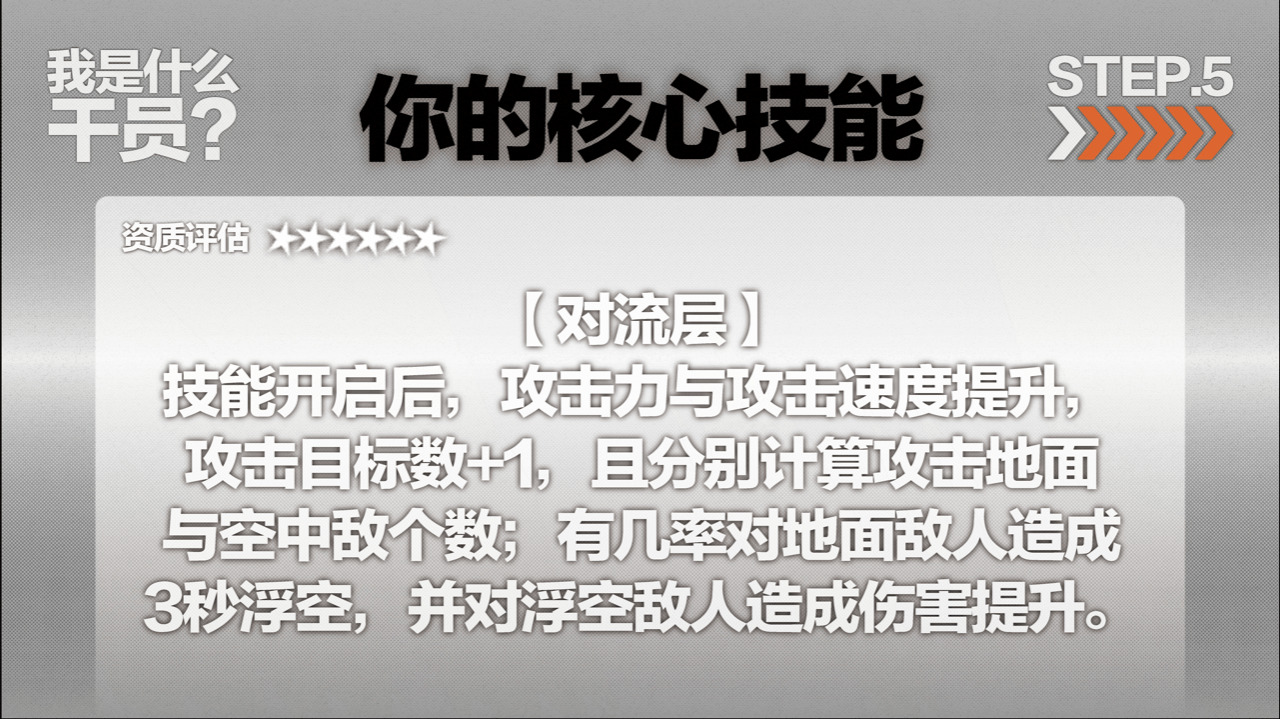 我是什么
干员?
你的核心技能
STEP.5
资质评估 ★★★★★★
【对流层】
技能开启后，攻击力与攻击速度提升，
攻击目标数+1，且分别计算攻击地面
与空中敌个数；有几率对地面敌人造成
3秒浮空，并对浮空敌人造成伤害提升。